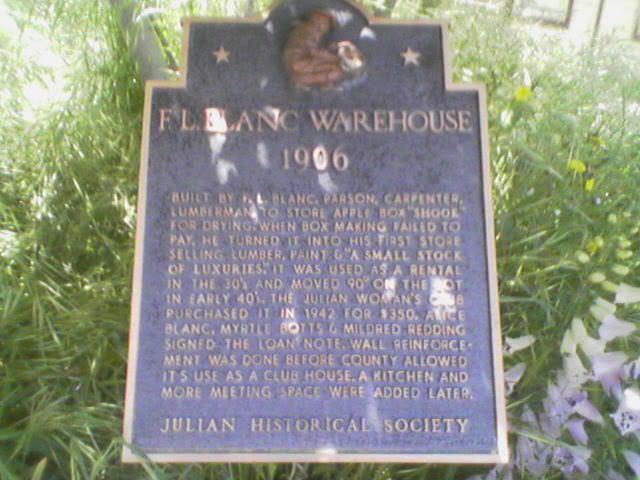 F.L. BLANC WAREHOUSE
1906
BUILT BY F. L. BLANC, PARSON, CARPENTER,
LUMBERMAN, TO STORE APPLE BOX "SHOOK"
FOR DRYING. WHEN BOX MAKING FAILED TO
PAY, HE TURNED IT INTO HIS FIRST STORE
SELLING LUMBER, PAINT & "A SMALL STOCK
OF LUXURIES". IT WAS USED AS A RENTAL
IN THE 30's AND MOVED 90° ON THE LOT
IN EARLY 40's. THE JULIAN WOMAN'S CLUB
PURCHASED IT IN 1942 FOR $350. ALICE
BLANC, MYRTLE BOTTS & MILDRED REDDING
SIGNED THE LOAN NOTE. WALL REINFORCE-
MENT WAS DONE BEFORE COUNTY ALLOWED
IT'S USE AS A CLUB HOUSE. A KITCHEN AND
MORE MEETING SPACE WERE ADDED LATER.
JULIAN HISTORICAL SOCIETY